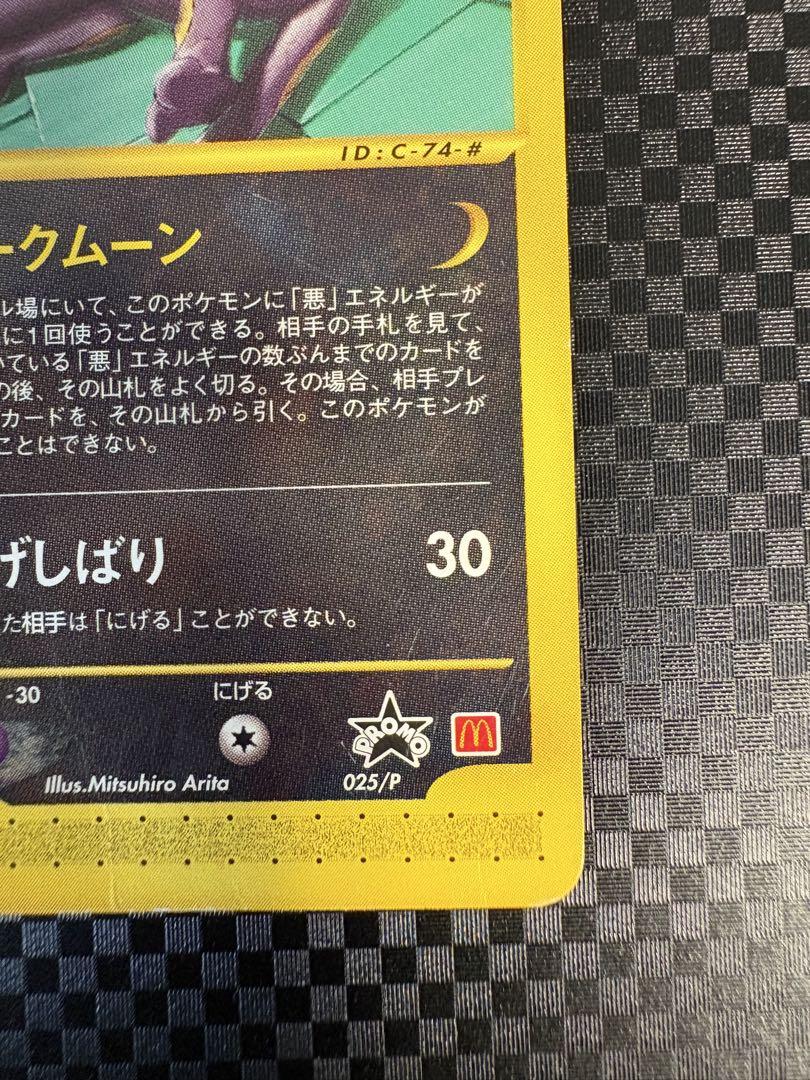 ID:C-74-#
ークムーン
ル場にいて、このポケモンに「悪」エネルギーが
に1回使うことができる。相手の手札を見て、
いている「悪」エネルギーの数ぶんまでのカードを
の後、その山札をよく切る。その場合、相手プレ
カードを、その山札から引く。このポケモンが
ことはできない。
げしばり 30
た相手は「にげる」ことができない。
-30 にげる
PROMO
Illus.Mitsuhiro Arita 025/P